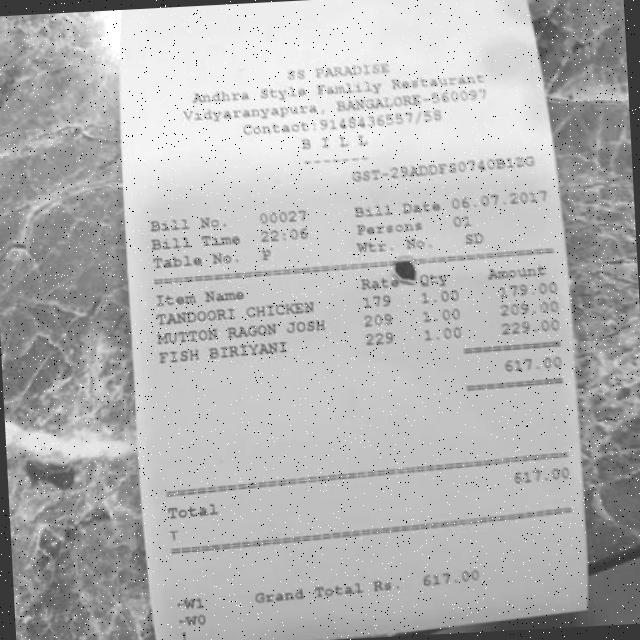 SS PARADISE
Andhra Style Famlily Restaurant
Vidyaranyapura, BANGALORE-560097
Contact:9148436557/58
B I L L
-------
GST-29ADDFS0740B1ZG
Bill No. 00027 Bill Date 06.07.2017
Bill Time 22:06 Persons 01
Table No. P Wtr. No. SD
Item Name Rate Qty Amount
TANDOORI CHICKEN 179 1.00 179.00
MUTTON RAGON JOSH 209 1.00 209.00
FISH BIRIYANI 229 1.00 229.00
617.00
Total 617.00
T
-W1 Grand Total Rs. 617.00
-W0